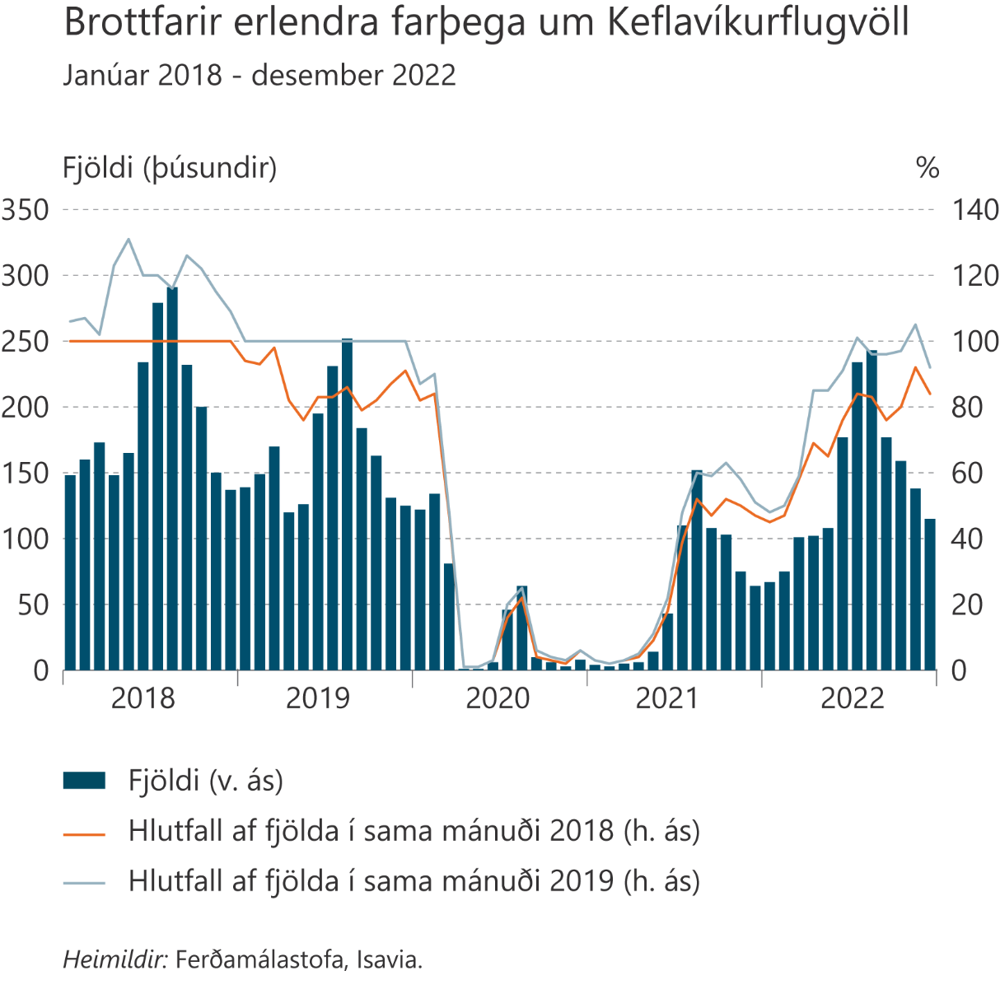 Brottfarir erlendra farþega um Keflavíkurflugvöll
Janúar 2018 - desember 2022
Fjöldi (þúsundir) %
350 140
300 120
250 100
200 80
150 60
100 40
50 20
0 0
2018 2019 2020 2021 2022
Fjöldi (v. ás)
Hlutfall af fjölda í sama mánuði 2018 (h. ás)
Hlutfall af fjölda í sama mánuði 2019 (h. ás)
Heimildir: Ferðamálastofa, Isavia.